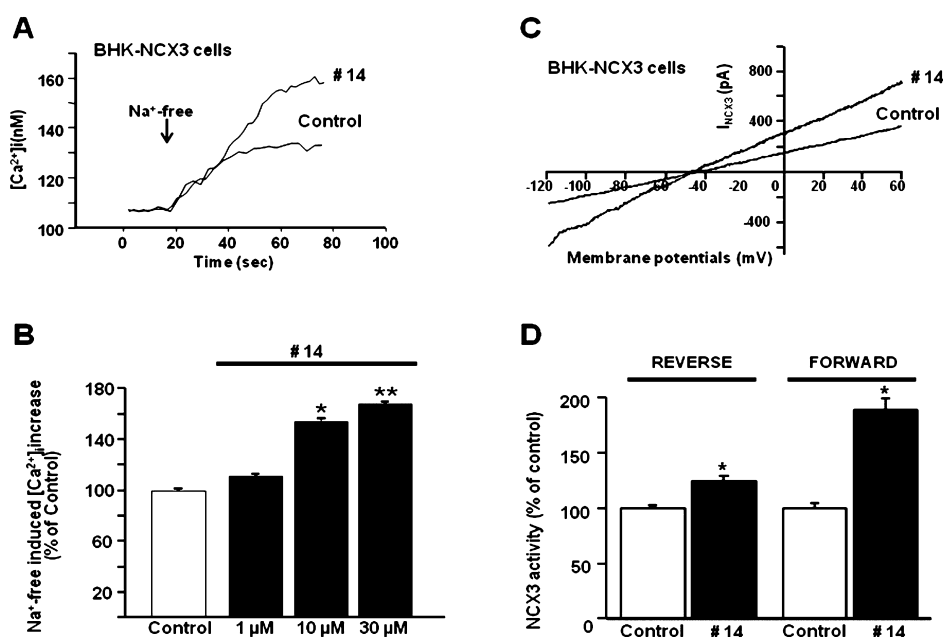 A
BHK-NCX3 cells
160
140
120
100
[Ca²⁺]i(nM)
Na⁺-free
# 14
Control
0 20 40 60 80 100
Time (sec)
B
# 14
180
140
100
60
20
Na⁺-free induced [Ca²⁺]i increase
(% of Control)
*
**
Control 1 µM 10 µM 30 µM
C
BHK-NCX3 cells
I NCX3 (pA)
800
400
-400
# 14
Control
-120 -100 -80 -60 -40 -20 0 20 40 60
Membrane potentials (mV)
D
REVERSE FORWARD
200
150
100
50
0
NCX3 activity (% of control)
*
*
Control # 14 Control # 14